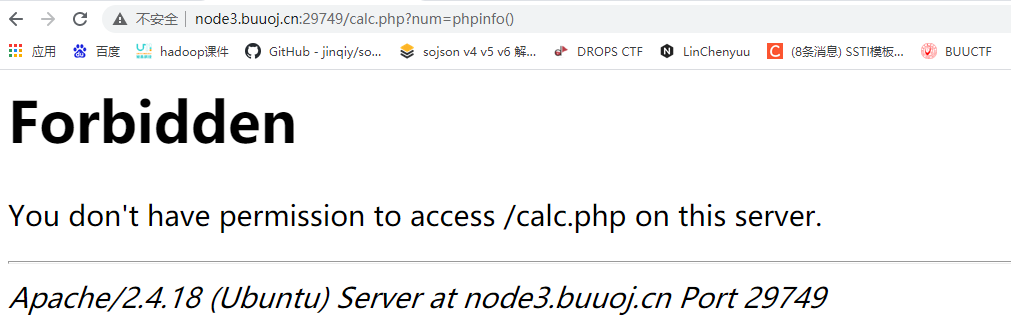 不安全 | node3.buuoj.cn:29749/calc.php?num=phpinfo()
应用 百度 hadoop课件 GitHub - jinqiy/so... sojson v4 v5 v6 解... DROPS CTF LinChenyuu (8条消息) SSTI模板... BUUCTF
Forbidden
You don't have permission to access /calc.php on this server.
Apache/2.4.18 (Ubuntu) Server at node3.buuoj.cn Port 29749